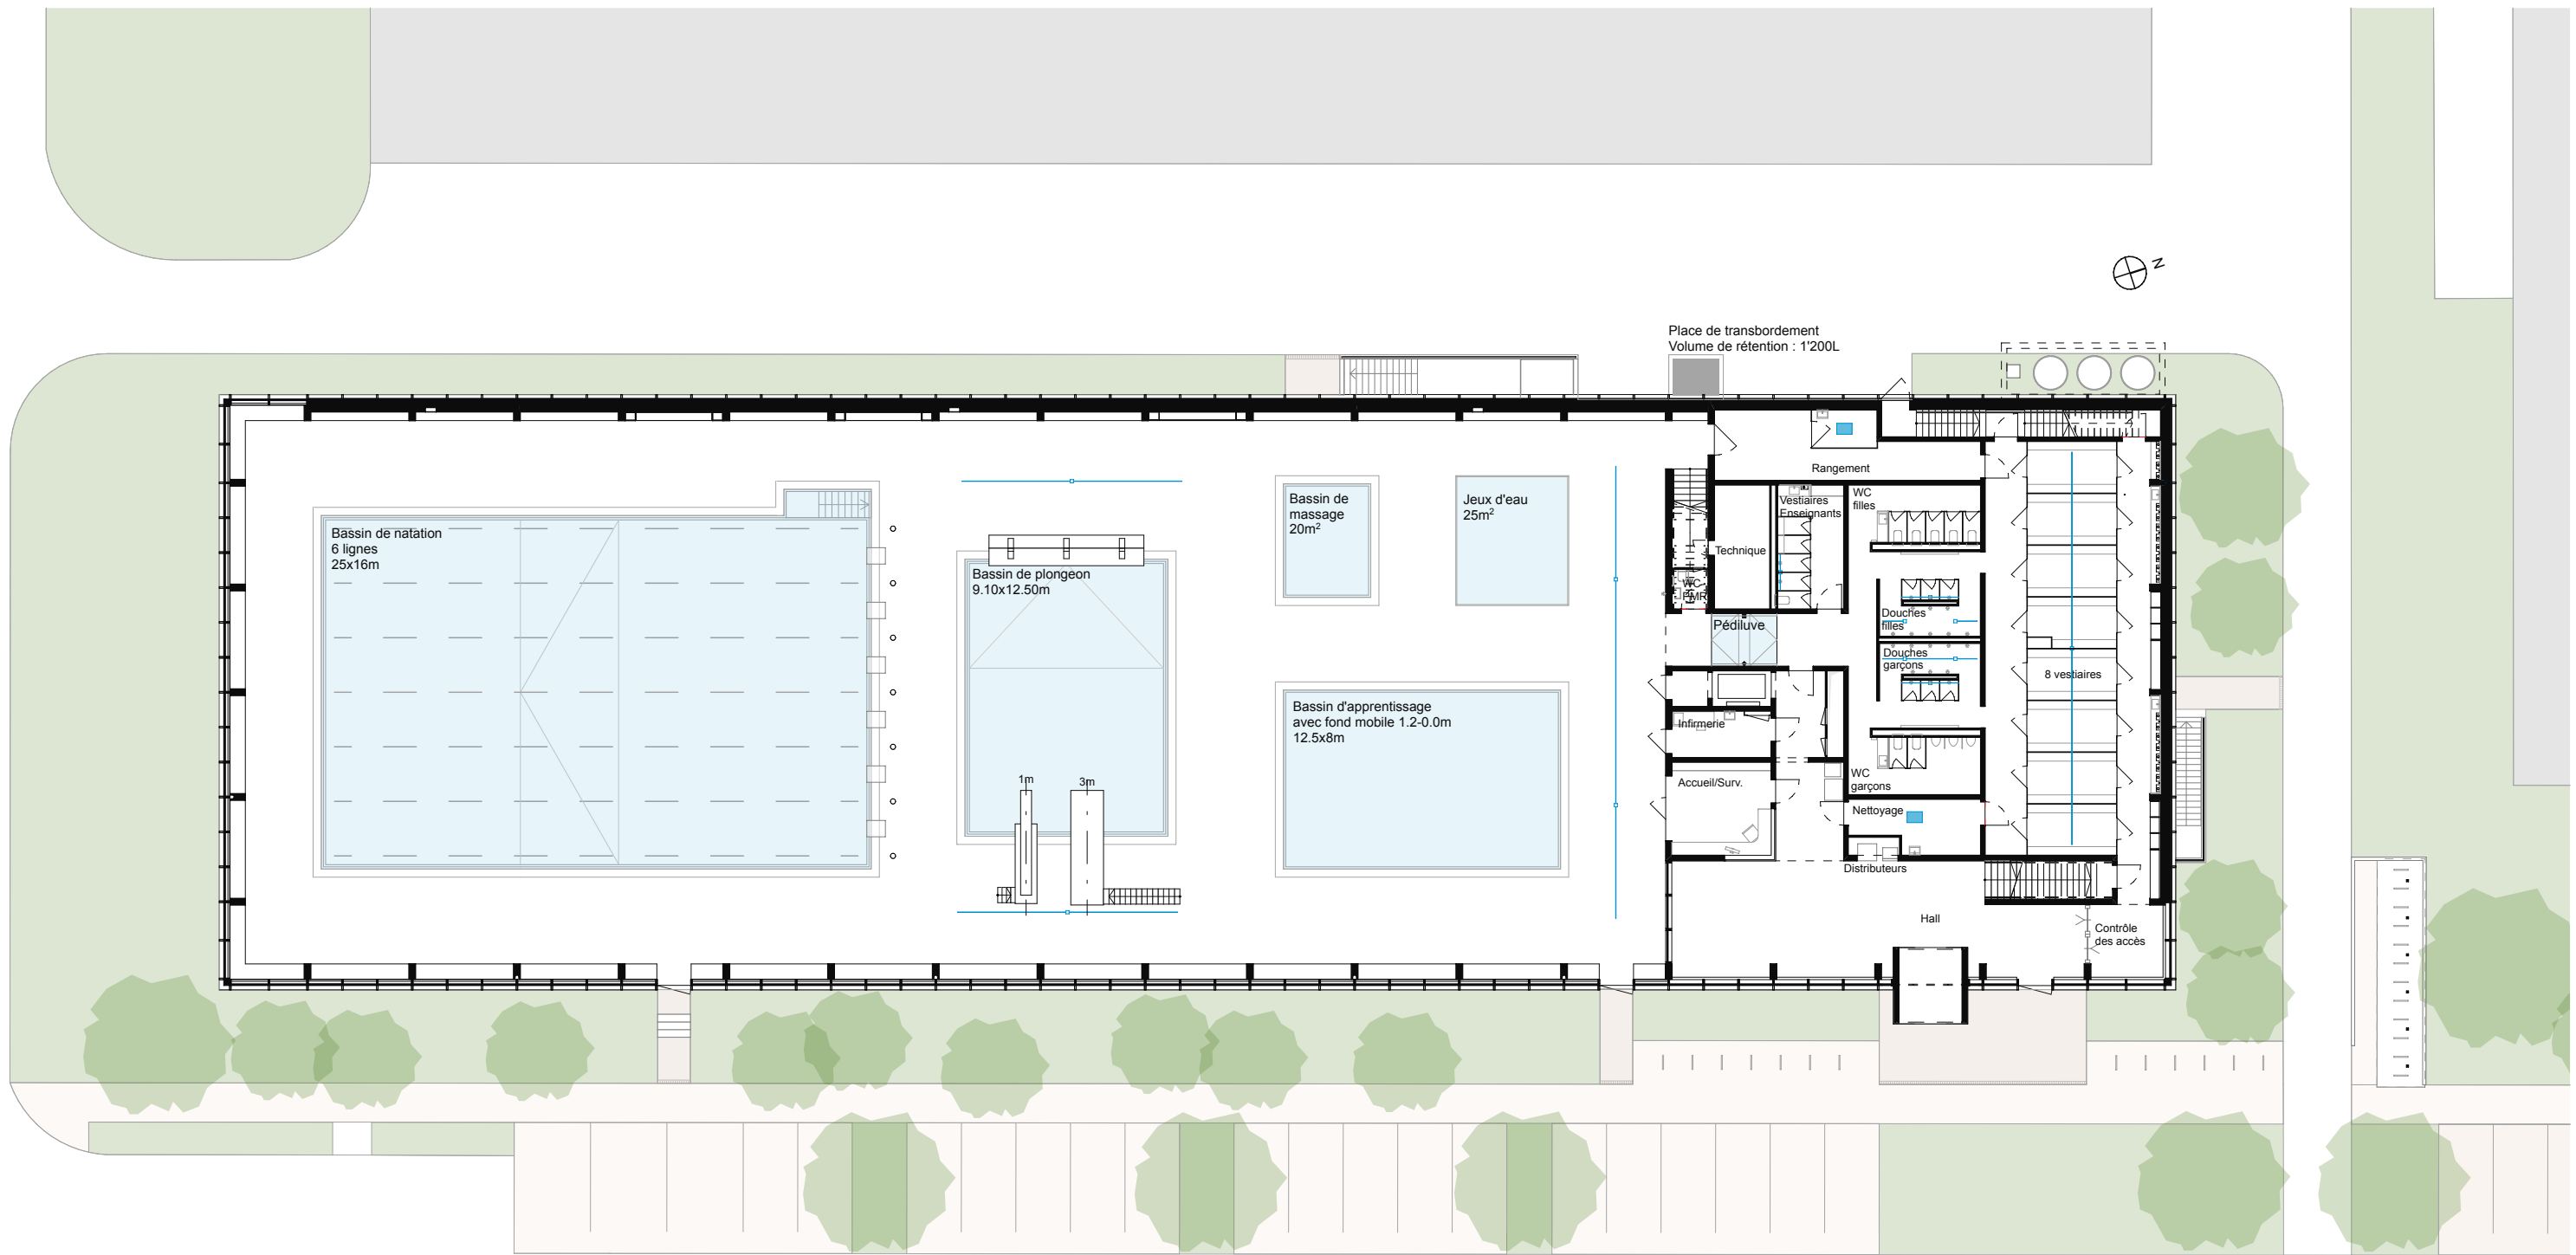 N
Place de transbordement
Volume de rétention : 1'200L
Rangement
Bassin de natation
6 lignes
25x16m
Bassin de plongeon
9.10x12.50m
Bassin de
massage
20m²
Jeux d'eau
25m²
Vestiaires
Enseignants
WC
filles
Technique
WC
PMR
Pédiluve
Douches
filles
Douches
garçons
8 vestiaires
Bassin d'apprentissage
avec fond mobile 1.2-0.0m
12.5x8m
Infirmerie
1m
3m
Accueil/Surv.
WC
garçons
Nettoyage
Distributeurs
Hall
Contrôle
des accès